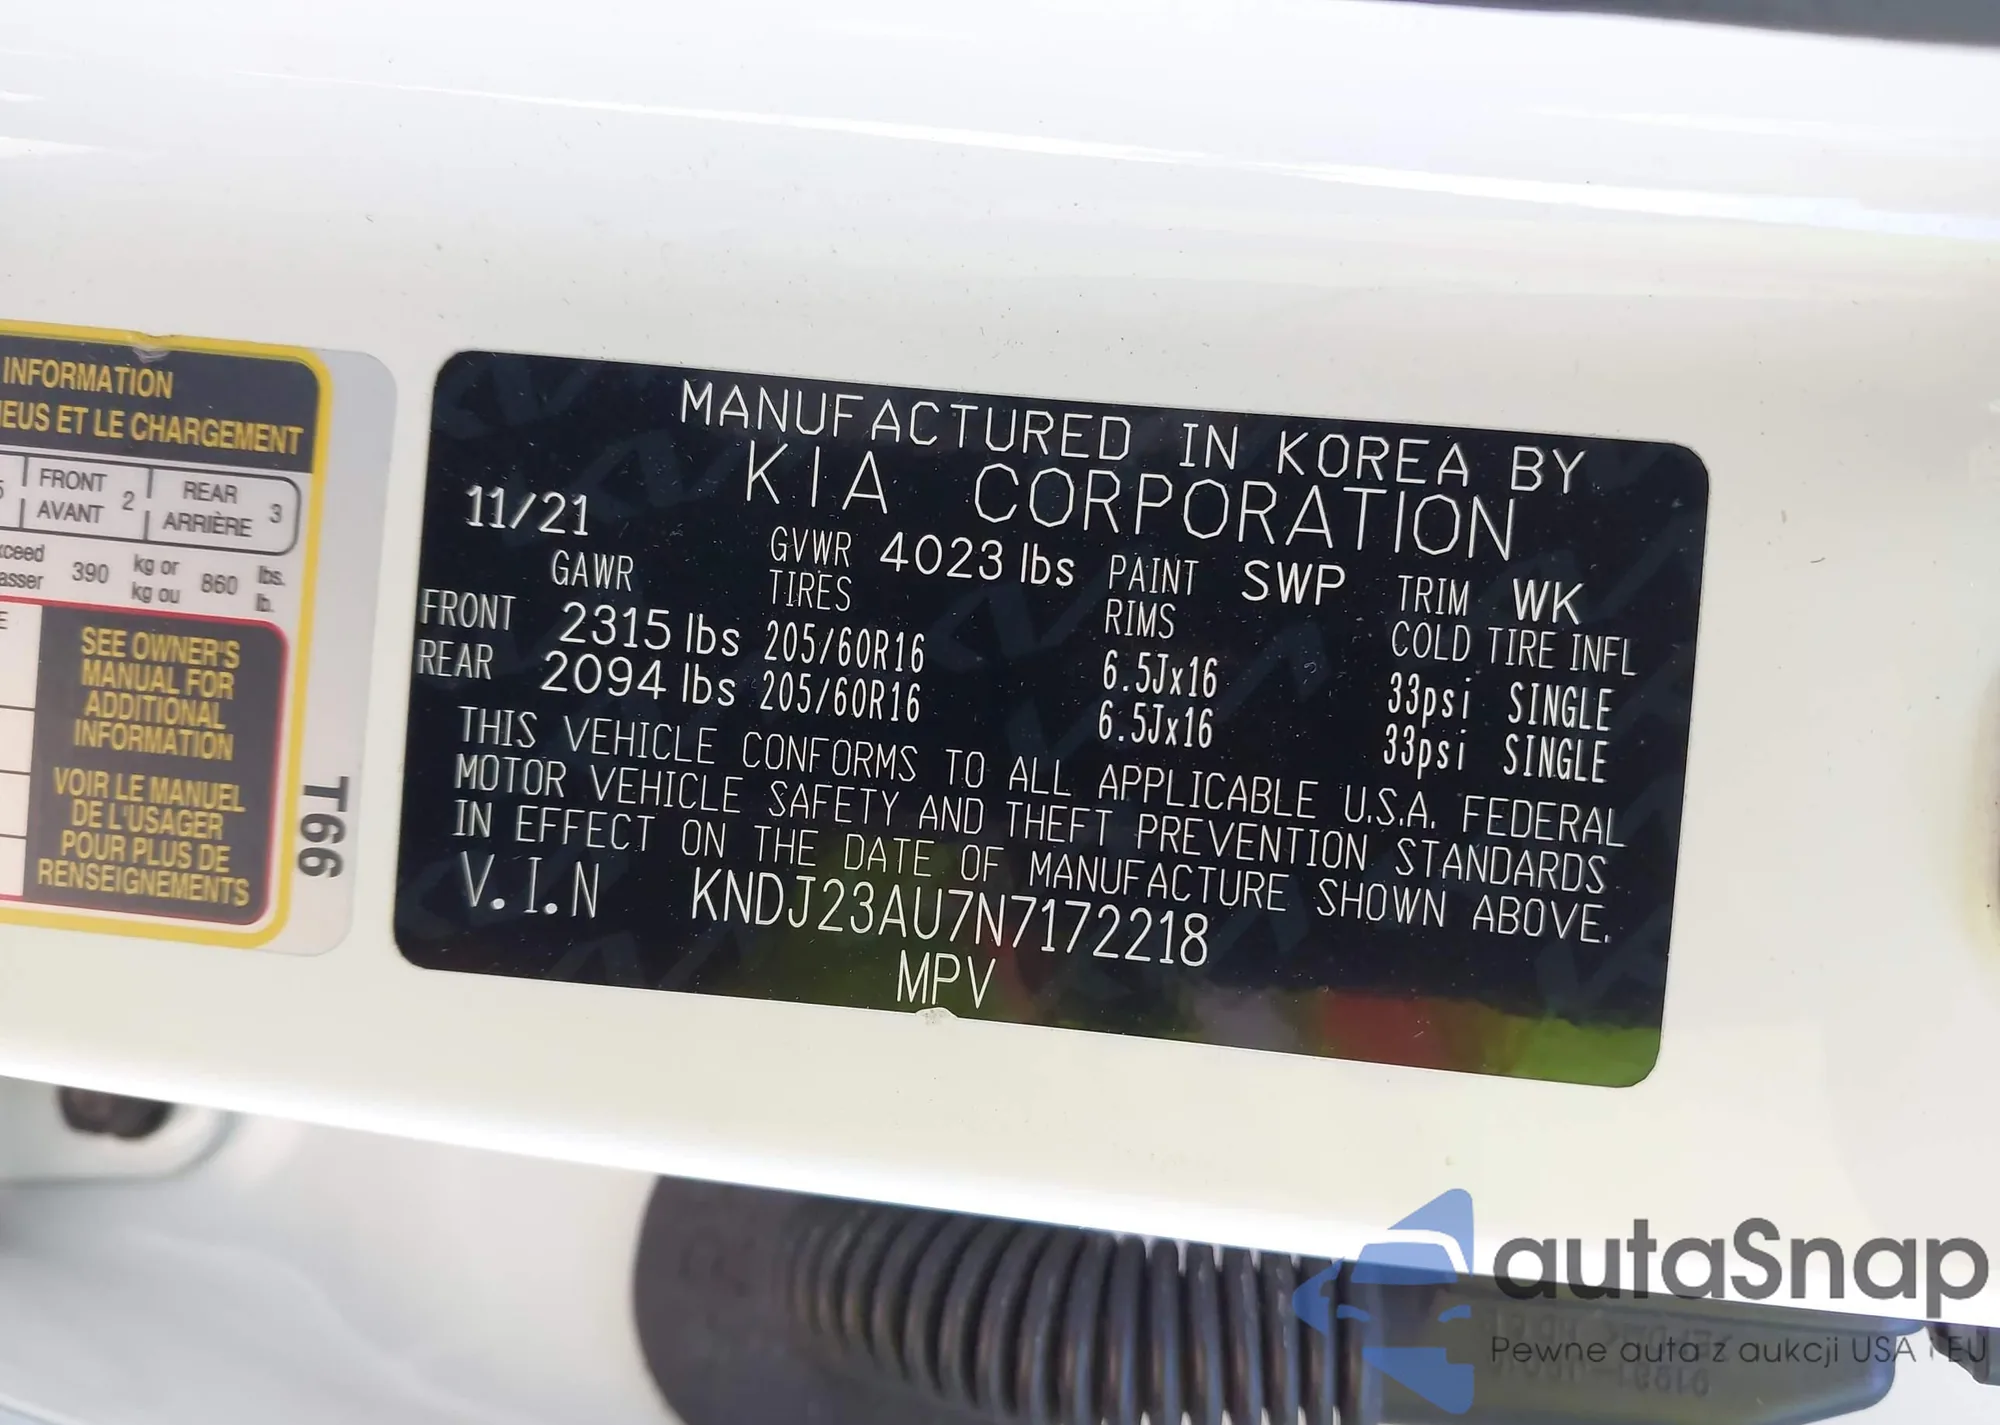 INFORMATION
EUS ET LE CHARGEMENT
FRONT
AVANT 2
REAR
ARRIÈRE 3
kg or
390 kg ou 860 lbs.
lb.
SEE OWNER'S
MANUAL FOR
ADDITIONAL
INFORMATION
VOIR LE MANUEL
DE L'USAGER
POUR PLUS DE
RENSEIGNEMENTS
T66
MANUFACTURED IN KOREA BY
KIA CORPORATION
11/21 GVWR 4023 lbs PAINT SWP TRIM WK
GAWR TIRES RIMS COLD TIRE INFL
FRONT 2315 lbs 205/60R16 6.5Jx16 33psi SINGLE
REAR 2094 lbs 205/60R16 6.5Jx16 33psi SINGLE
THIS VEHICLE CONFORMS TO ALL APPLICABLE U.S.A. FEDERAL
MOTOR VEHICLE SAFETY AND THEFT PREVENTION STANDARDS
IN EFFECT ON THE DATE OF MANUFACTURE SHOWN ABOVE.
V.I.N KNDJ23AU7N7172218
MPV
autaSnap
Pewne auta z aukcji USA i EU